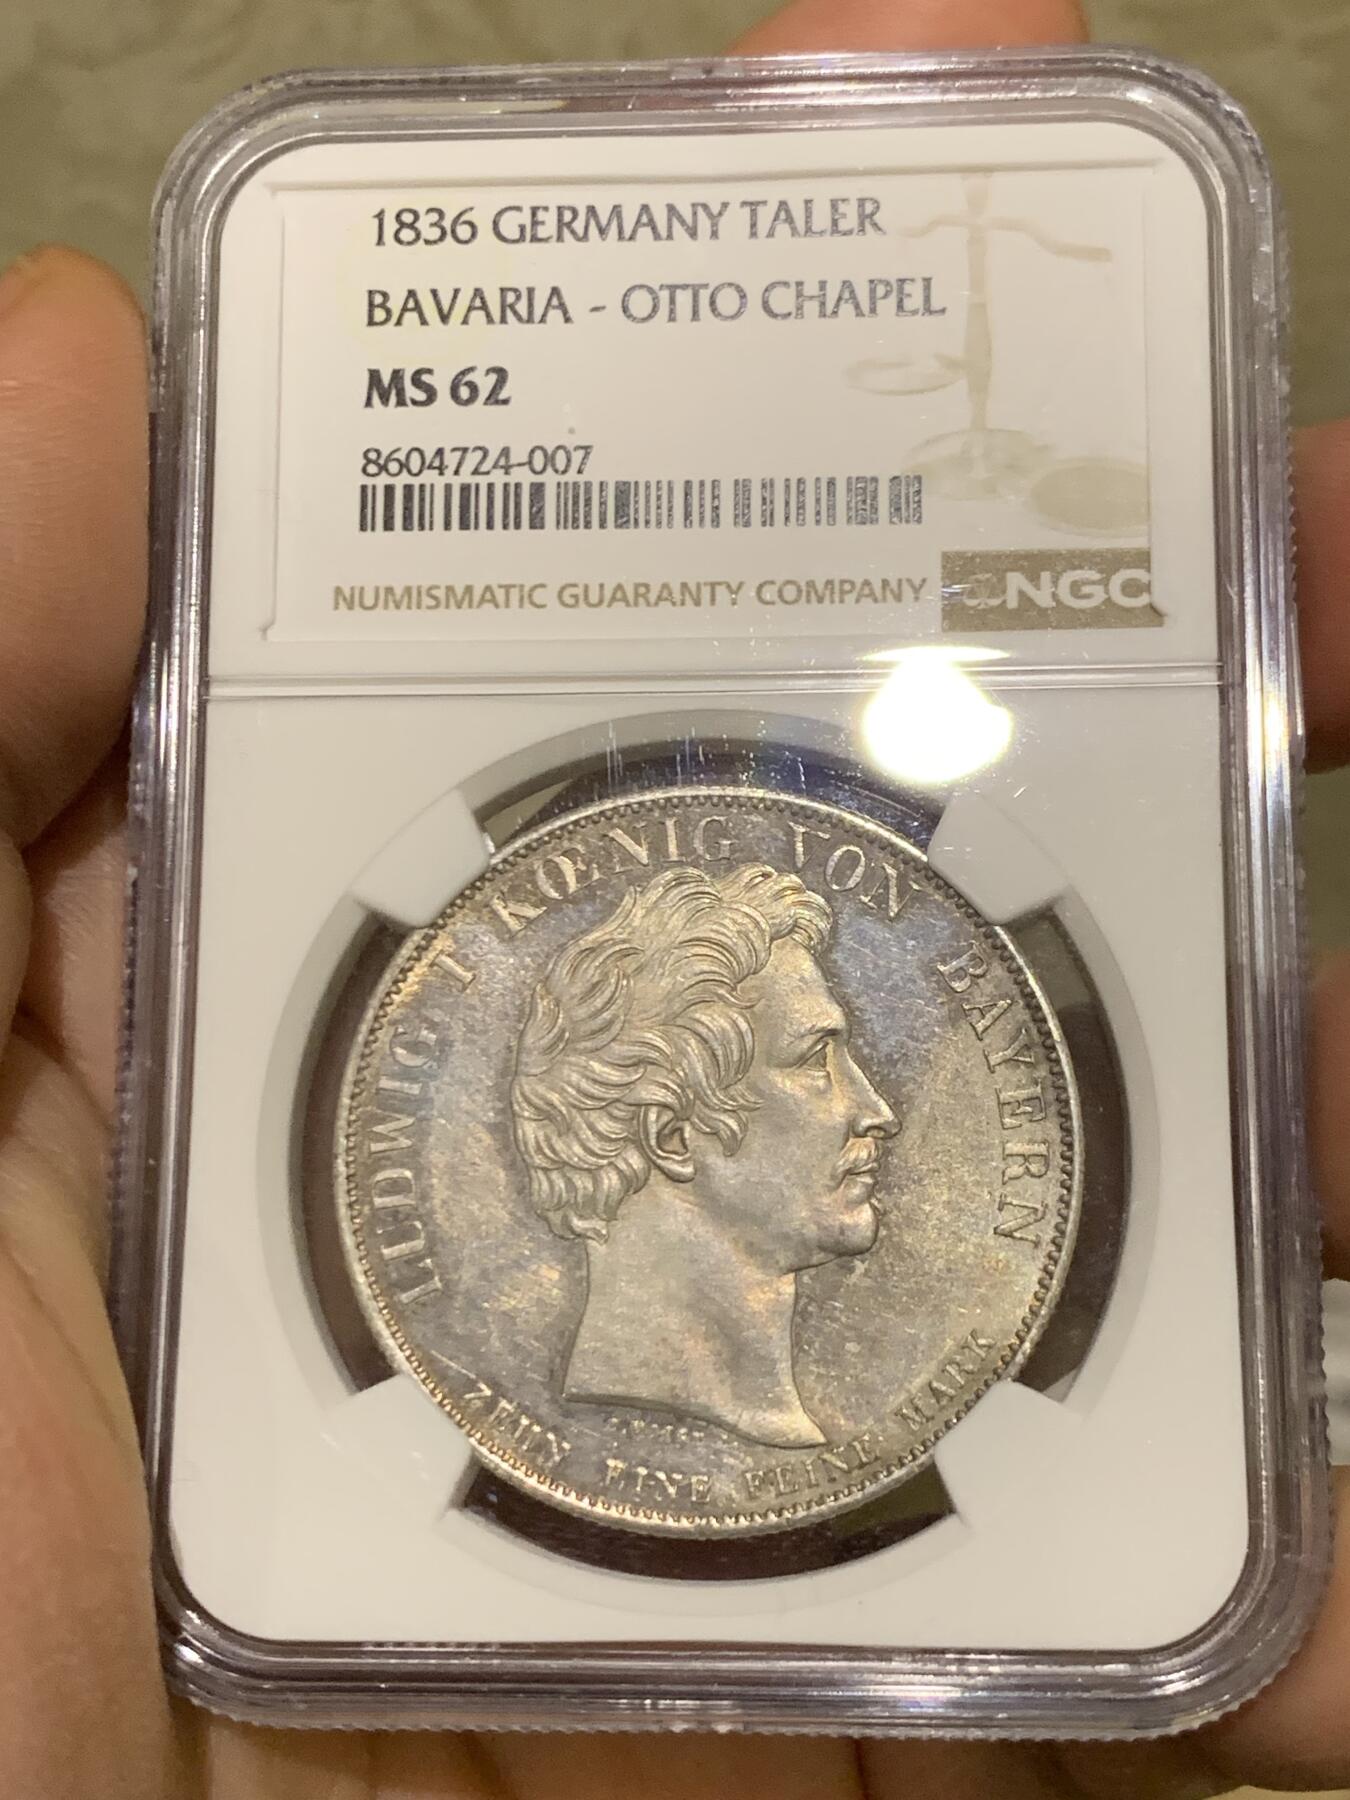 1836 GERMANY TALER
BAVARIA - OTTO CHAPEL
MS 62
8604724-007
NUMISMATIC GUARANTY COMPANY NGC
LUDWIG I KŒNIG VON BAYERN
ZEHN EINE FEINE MARK